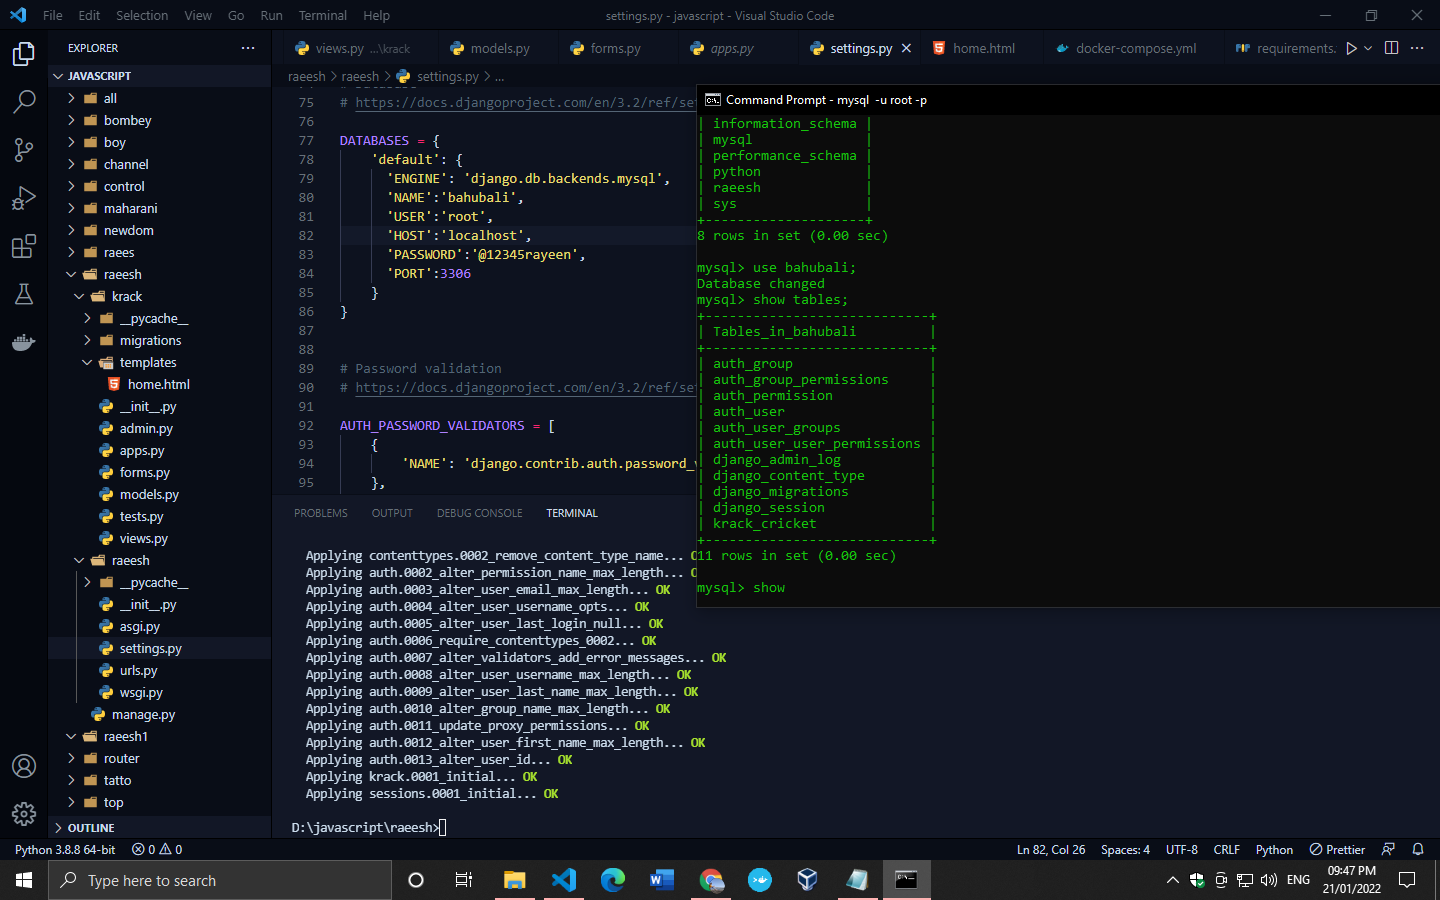 File Edit Selection View Go Run Terminal Help settings.py - javascript - Visual Studio Code
EXPLORER
views.py ...\krack models.py forms.py apps.py settings.py home.html docker-compose.yml requirements.
JAVASCRIPT
all
bombey
boy
channel
control
maharani
newdom
raees
raeesh
krack
__pycache__
migrations
templates
home.html
__init__.py
admin.py
apps.py
forms.py
models.py
tests.py
views.py
raeesh
__pycache__
__init__.py
asgi.py
settings.py
urls.py
wsgi.py
manage.py
raeesh1
router
tatto
top
OUTLINE
raeesh > raeesh > settings.py > ...
75 # https://docs.djangoproject.com/en/3.2/ref/set
76
77 DATABASES = {
78 'default': {
79 'ENGINE': 'django.db.backends.mysql',
80 'NAME':'bahubali',
81 'USER':'root',
82 'HOST':'localhost',
83 'PASSWORD':'@12345rayeen',
84 'PORT':3306
85 }
86 }
87
88
89 # Password validation
90 # https://docs.djangoproject.com/en/3.2/ref/set
91
92 AUTH_PASSWORD_VALIDATORS = [
93 {
94 'NAME': 'django.contrib.auth.password_v
95 },
Command Prompt - mysql -u root -p
| information_schema |
| mysql |
| performance_schema |
| python |
| raeesh |
| sys |
+--------------------+
8 rows in set (0.00 sec)
mysql> use bahubali;
Database changed
mysql> show tables;
+----------------------------+
| Tables_in_bahubali |
+----------------------------+
| auth_group |
| auth_group_permissions |
| auth_permission |
| auth_user |
| auth_user_groups |
| auth_user_user_permissions |
| django_admin_log |
| django_content_type |
| django_migrations |
| django_session |
| krack_cricket |
+----------------------------+
11 rows in set (0.00 sec)
mysql> show
PROBLEMS OUTPUT DEBUG CONSOLE TERMINAL
Applying contenttypes.0002_remove_content_type_name... O
Applying auth.0002_alter_permission_name_max_length... O
Applying auth.0003_alter_user_email_max_length... OK
Applying auth.0004_alter_user_username_opts... OK
Applying auth.0005_alter_user_last_login_null... OK
Applying auth.0006_require_contenttypes_0002... OK
Applying auth.0007_alter_validators_add_error_messages... OK
Applying auth.0008_alter_user_username_max_length... OK
Applying auth.0009_alter_user_last_name_max_length... OK
Applying auth.0010_alter_group_name_max_length... OK
Applying auth.0011_update_proxy_permissions... OK
Applying auth.0012_alter_user_first_name_max_length... OK
Applying auth.0013_alter_user_id... OK
Applying krack.0001_initial... OK
Applying sessions.0001_initial... OK
D:\javascript\raeesh>
Python 3.8.8 64-bit 0 0 Ln 82, Col 26 Spaces: 4 UTF-8 CRLF Python Prettier
Type here to search
ENG
09:47 PM
21/01/2022